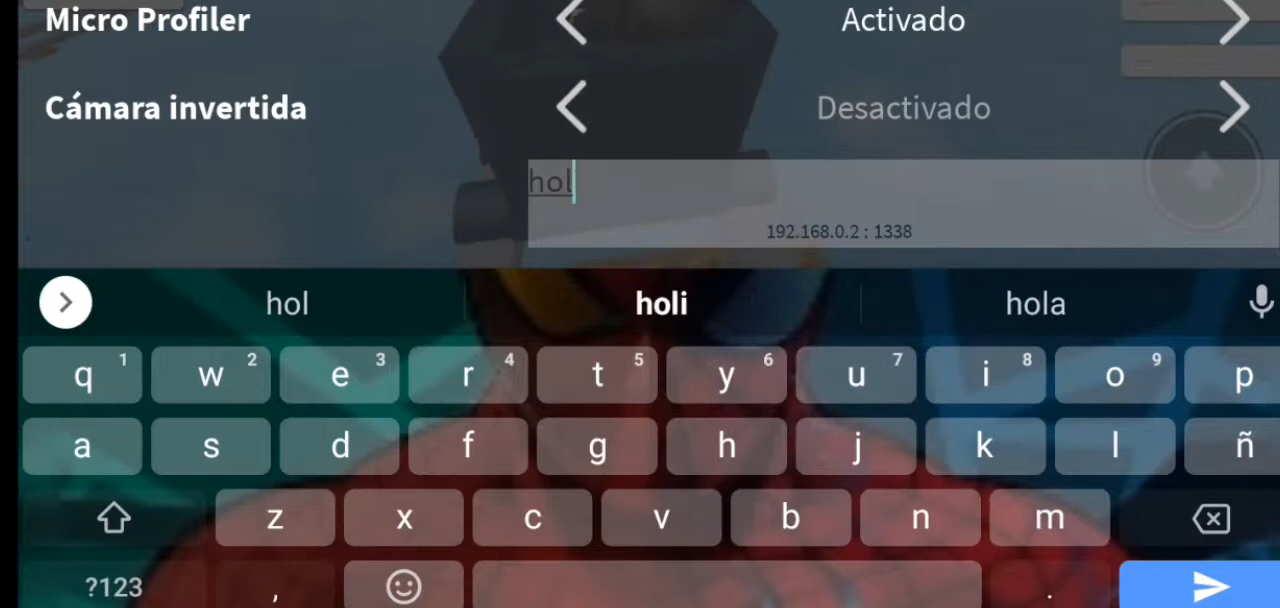 Micro Profiler Activado
Cámara invertida Desactivado
hol
192.168.0.2 : 1338
hol holi hola
q 1 w 2 e 3 r 4 t 5 y 6 u 7 i 8 o 9 p
a s d f g h j k l ñ
z x c v b n m
?123 , .